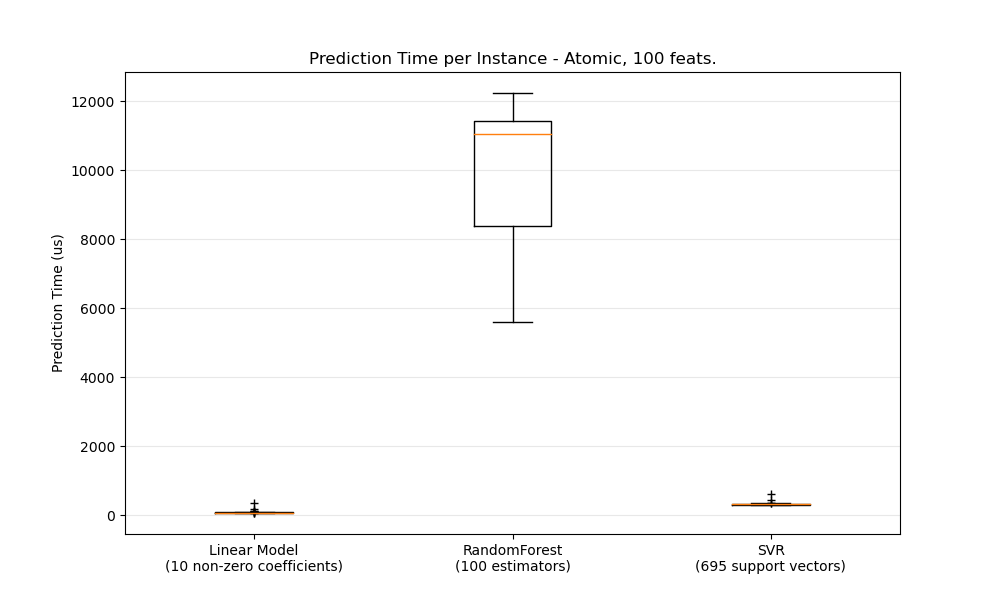 Prediction Time per Instance - Atomic, 100 feats.
Prediction Time (us)
12000
10000
8000
6000
4000
2000
0
Linear Model
(10 non-zero coefficients)
RandomForest
(100 estimators)
SVR
(695 support vectors)